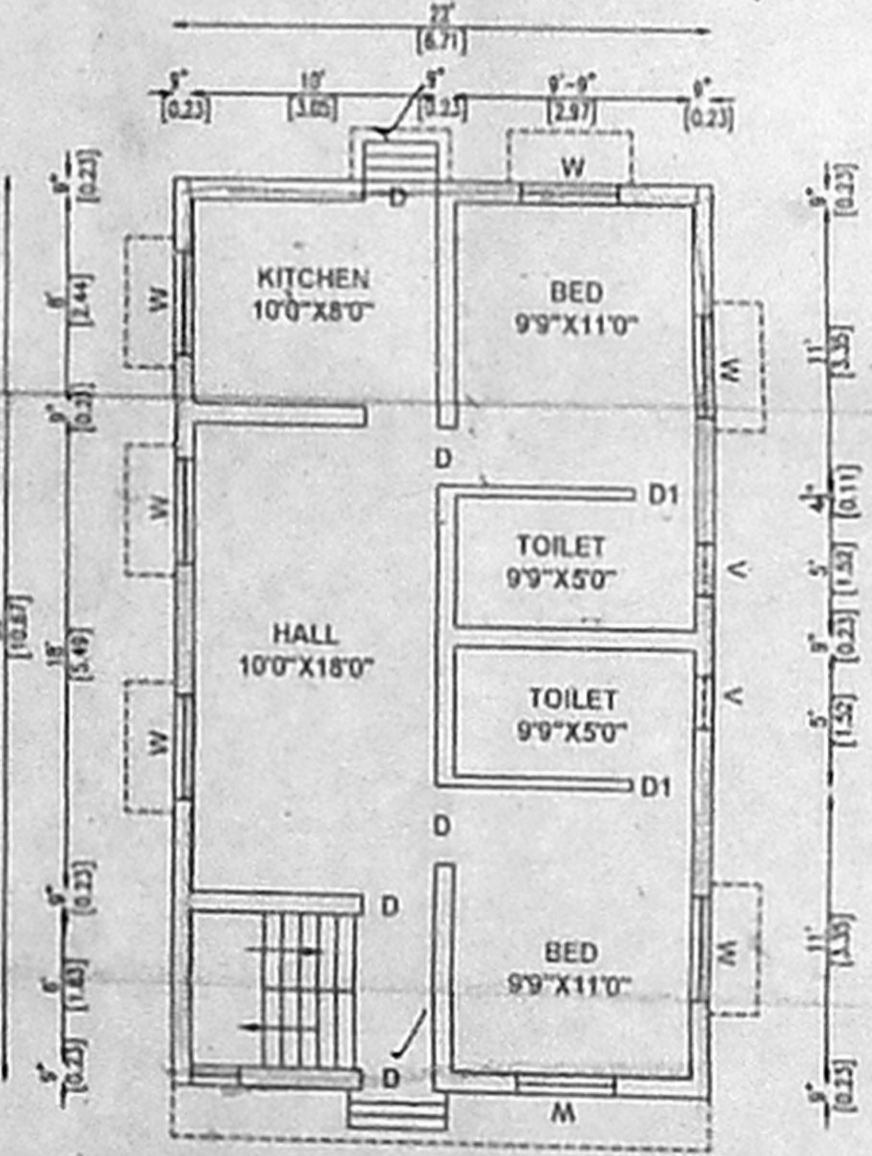 23'
[6.71]
9" 10' 9" 9'-9" 9"
[0.23] [3.05] [0.23] [2.97] [0.23]
W
D
9"
[0.23]
9"
[0.23]
KITCHEN
10'0"X8'0"
BED
9'9"X11'0"
W
8'
[2.44]
W
11'
[3.35]
9"
D
W
D1
[0.11]
TOILET
9'9"X5'0"
V
5'
[1.52]
HALL
10'0"X18'0"
[10.67]
18'
[5.49]
9"
[0.23]
TOILET
9'9"X5'0"
V
5'
[1.52]
W
D1
D
9"
[0.23]
D
BED
9'9"X11'0"
W
11'
[3.35]
6'
[1.83]
[0.23]
D
W
9"
[0.23]